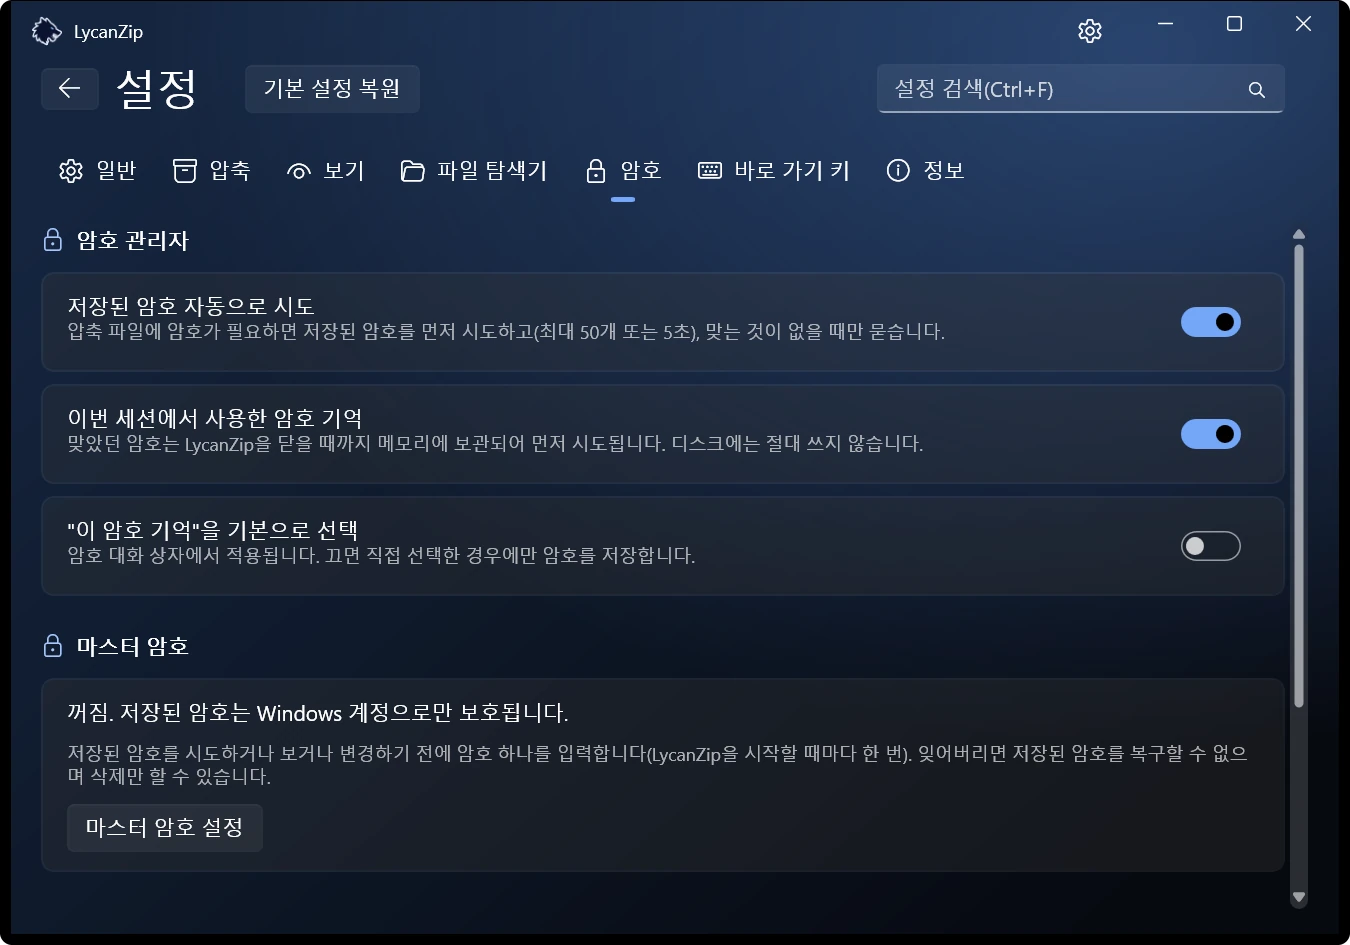 LycanZip
설정
기본 설정 복원
설정 검색(Ctrl+F)
일반
압축
보기
파일 탐색기
암호
바로 가기 키
정보
암호 관리자
저장된 암호 자동으로 시도
압축 파일에 암호가 필요하면 저장된 암호를 먼저 시도하고(최대 50개 또는 5초), 맞는 것이 없을 때만 묻습니다.
이번 세션에서 사용한 암호 기억
맞았던 암호는 LycanZip을 닫을 때까지 메모리에 보관되어 먼저 시도됩니다. 디스크에는 절대 쓰지 않습니다.
"이 암호 기억"을 기본으로 선택
암호 대화 상자에서 적용됩니다. 끄면 직접 선택한 경우에만 암호를 저장합니다.
마스터 암호
꺼짐. 저장된 암호는 Windows 계정으로만 보호됩니다.
저장된 암호를 시도하거나 보거나 변경하기 전에 암호 하나를 입력합니다(LycanZip을 시작할 때마다 한 번). 잊어버리면 저장된 암호를 복구할 수 없으
며 삭제만 할 수 있습니다.
마스터 암호 설정